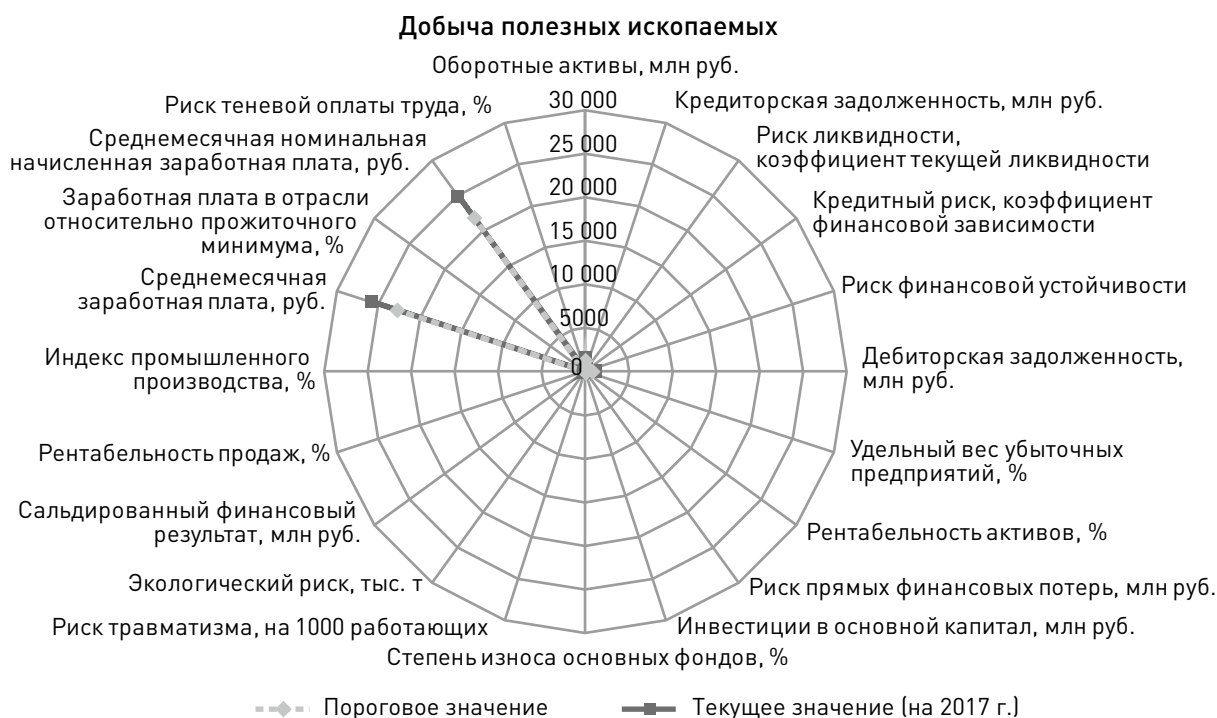 Добыча полезных ископаемых
Оборотные активы, млн руб.
Риск теневой оплаты труда, %
30 000
Кредиторская задолженность, млн руб.
Среднемесячная номинальная
начисленная заработная плата, руб.
25 000
Риск ликвидности,
коэффициент текущей ликвидности
Заработная плата в отрасли
относительно прожиточного
минимума, %
20 000
Кредитный риск, коэффициент
финансовой зависимости
15 000
Среднемесячная
заработная плата, руб.
10 000
Риск финансовой устойчивости
5000
Индекс промышленного
производства, %
0
Дебиторская задолженность,
млн руб.
Рентабельность продаж, %
Удельный вес убыточных
предприятий, %
Сальдированный финансовый
результат, млн руб.
Рентабельность активов, %
Экологический риск, тыс. т
Риск прямых финансовых потерь, млн руб.
Риск травматизма, на 1000 работающих
Инвестиции в основной капитал, млн руб.
Степень износа основных фондов, %
Пороговое значение
Текущее значение (на 2017 г.)